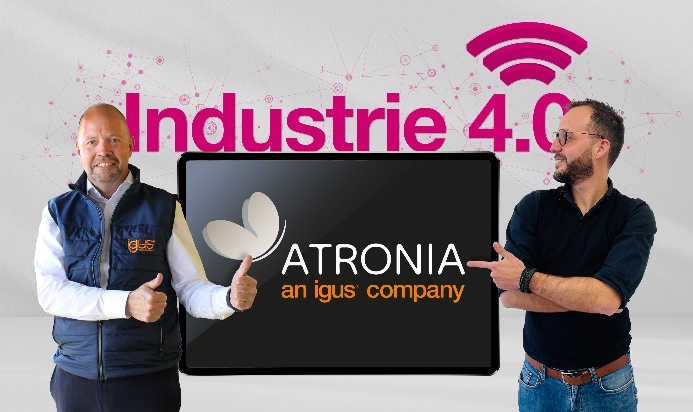 Industrie 4.0
igus
ATRONIA
an igus® company